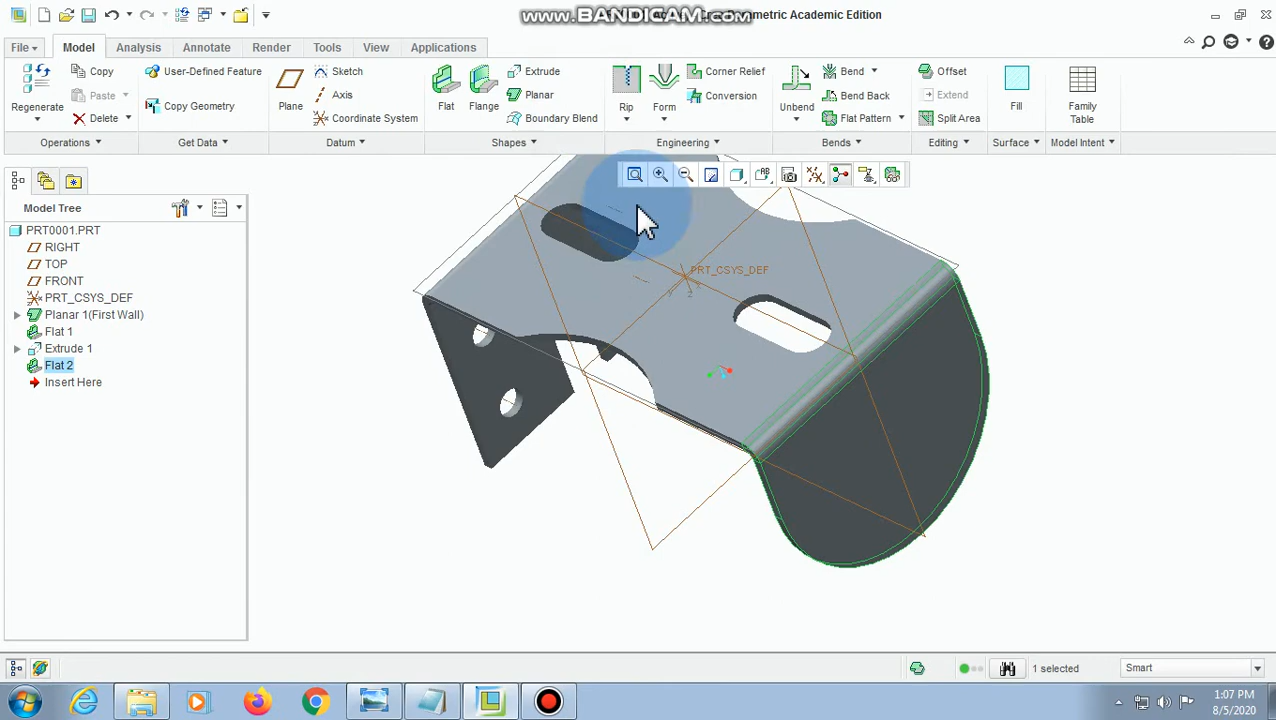 www.BANDICAM.com
metric Academic Edition
File
Model
Analysis
Annotate
Render
Tools
View
Applications
Regenerate
Copy
Paste
Delete
User-Defined Feature
Copy Geometry
Plane
Sketch
Axis
Coordinate System
Flat
Flange
Extrude
Planar
Boundary Blend
Rip
Form
Corner Relief
Conversion
Unbend
Bend
Bend Back
Flat Pattern
Offset
Extend
Split Area
Fill
Family
Table
Operations
Get Data
Datum
Shapes
Engineering
Bends
Editing
Surface
Model Intent
Model Tree
PRT0001.PRT
RIGHT
TOP
FRONT
PRT_CSYS_DEF
Planar 1(First Wall)
Flat 1
Extrude 1
Flat 2
Insert Here
PRT_CSYS_DEF
1 selected
Smart
1:07 PM
8/5/2020